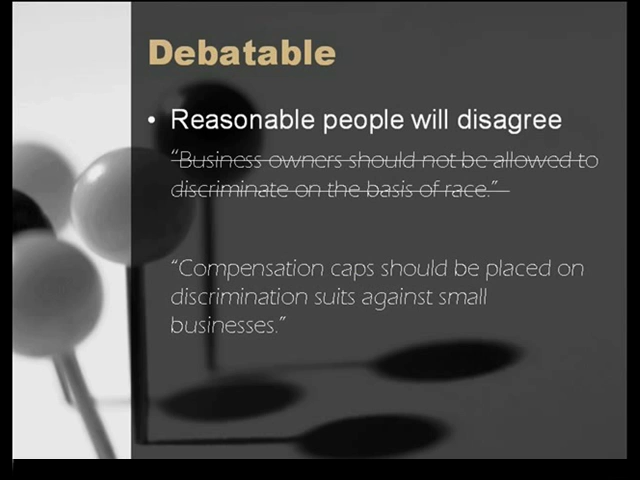 Debatable
• Reasonable people will disagree
“Business owners should not be allowed to
discriminate on the basis of race.”
“Compensation caps should be placed on
discrimination suits against small
businesses.”